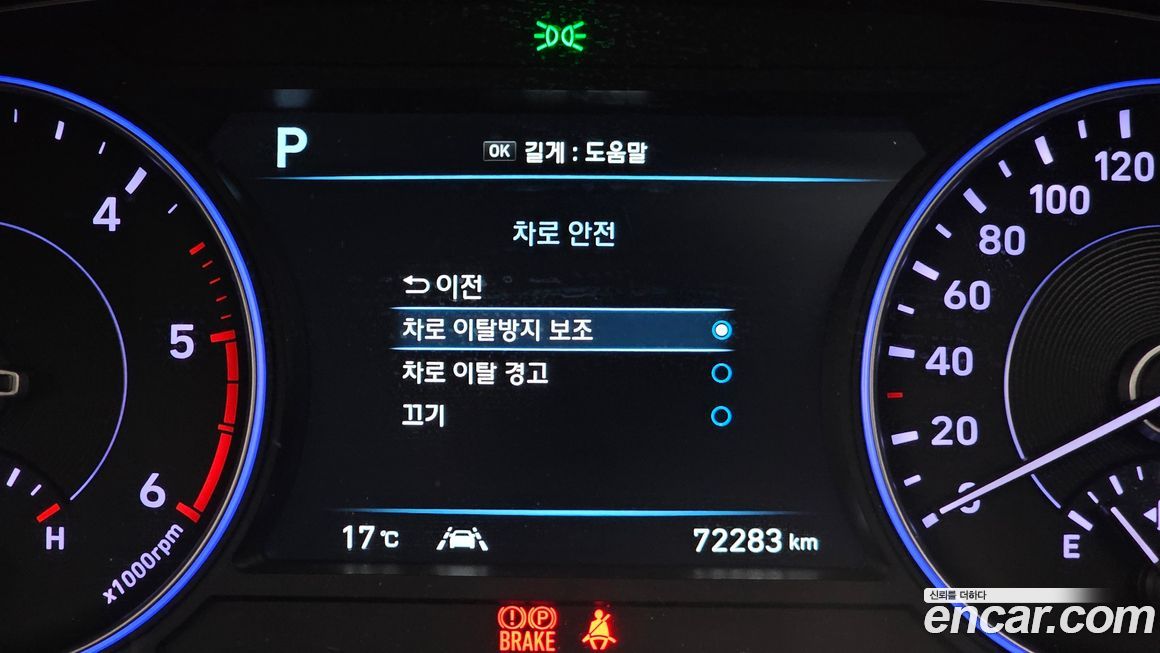 P
OK 길게 : 도움말
차로 안전
이전
차로 이탈방지 보조
차로 이탈 경고
끄기
17 ℃
72283 km
4
5
6
x1000rpm
H
120
100
80
60
40
20
0
E
BRAKE
P
신뢰를 더하다
encar.com